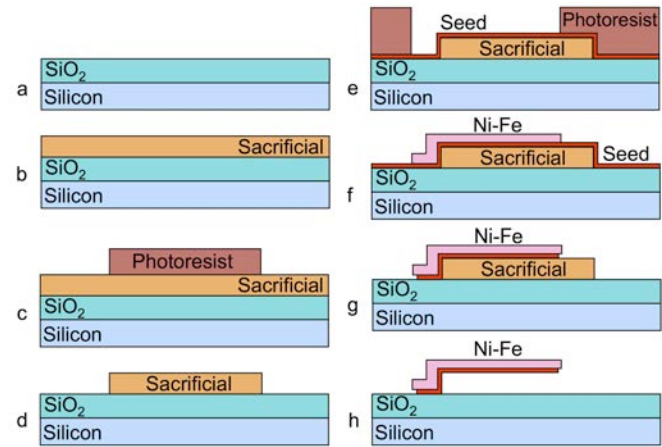 SiO₂
Silicon
a
Sacrificial
SiO₂
Silicon
b
Photoresist
Sacrificial
SiO₂
Silicon
c
Sacrificial
SiO₂
Silicon
d
Seed
Photoresist
Sacrificial
SiO₂
Silicon
e
Ni-Fe
Sacrificial
Seed
SiO₂
Silicon
f
Ni-Fe
Sacrificial
SiO₂
Silicon
g
Ni-Fe
SiO₂
Silicon
h